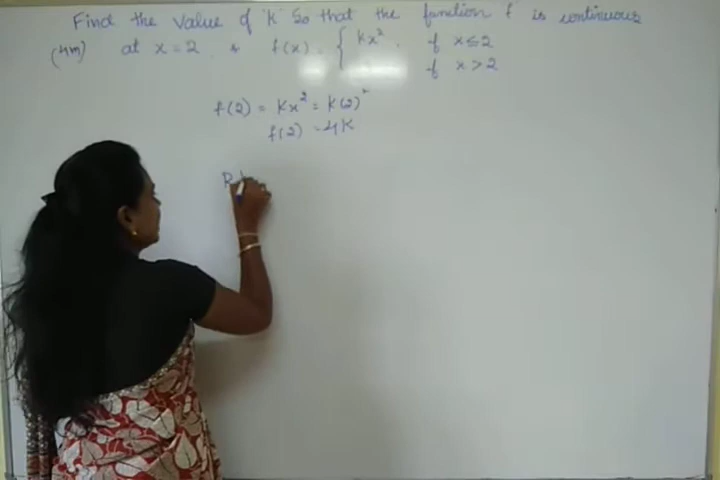 Find the value of 'K' So that the function f is continuous
(4m) at x = 2, & f(x) = { kx², if x ≤ 2
if x > 2
f(2) = Kx² = K(2)²
f(2) = 4K
R